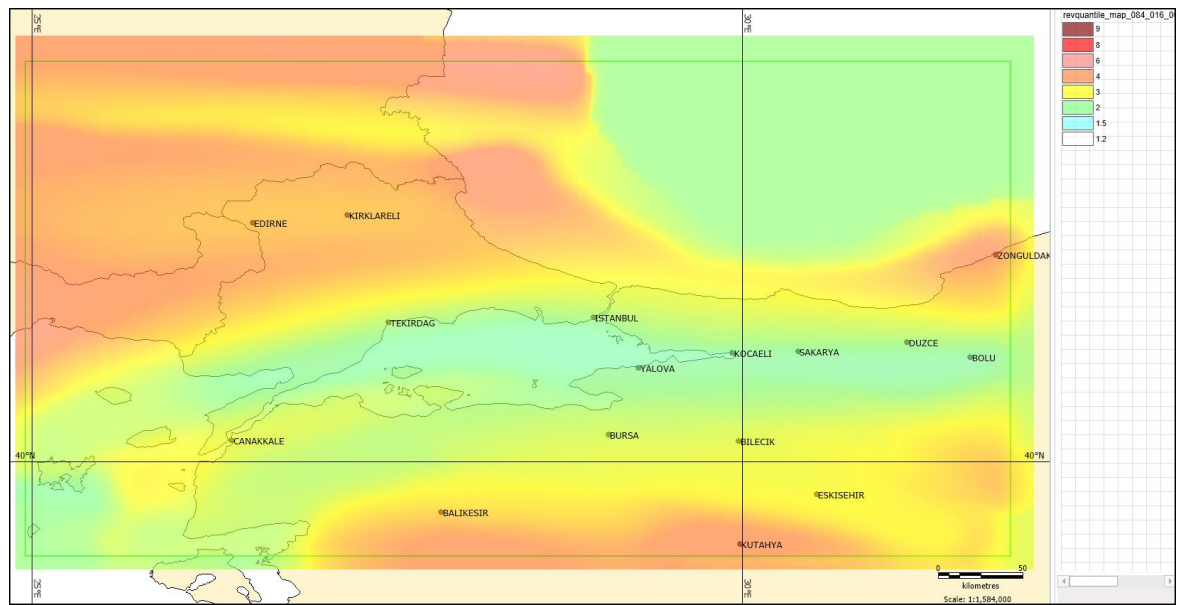 25°E
30°E
revquantile_map_084_016_0
9
8
6
4
3
2
1.5
1.2
KIRKLARELI
EDIRNE
ZONGULDAK
ISTANBUL
TEKIRDAG
DUZCE
KOCAELI
SAKARYA
BOLU
YALOVA
BURSA
CANAKKALE
BILECIK
40°N
40°N
ESKISEHIR
BALIKESIR
KUTAHYA
0 50
kilometres
Scale: 1:1,584,000
25°E
30°E